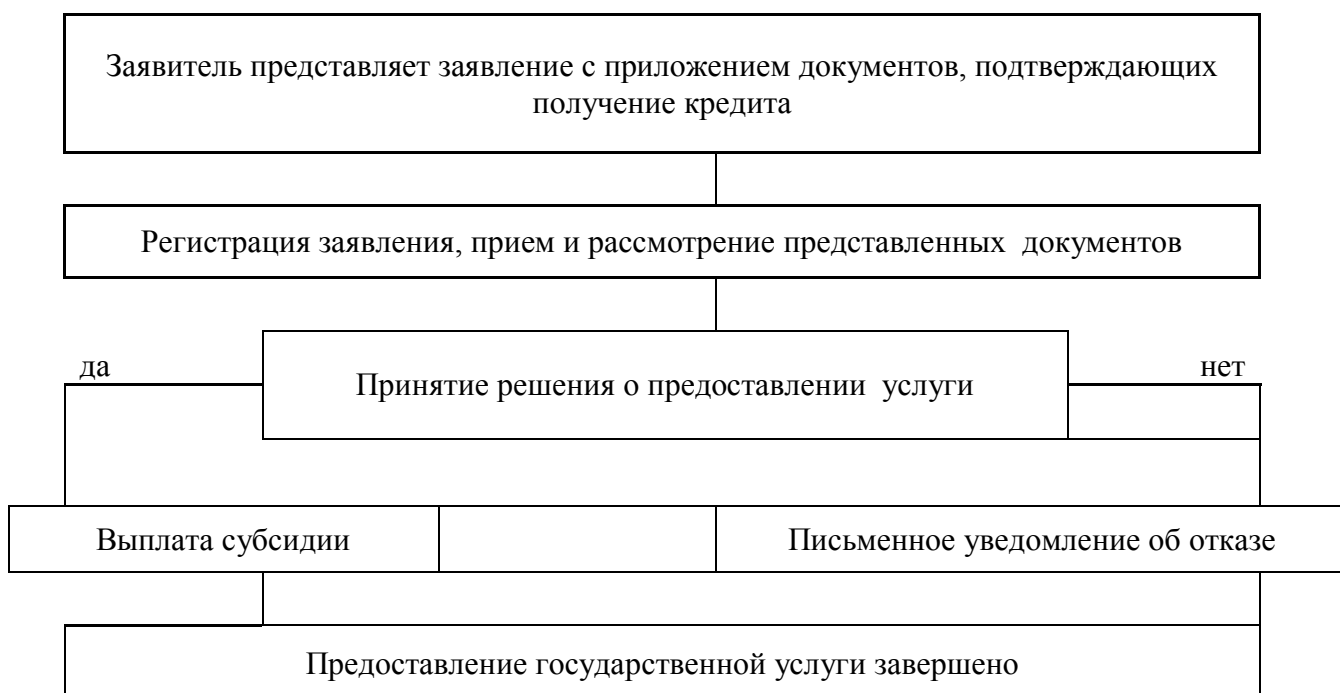 Заявитель представляет заявление с приложением документов, подтверждающих
получение кредита
Регистрация заявления, прием и рассмотрение представленных документов
да
нет
Принятие решения о предоставлении услуги
Выплата субсидии
Письменное уведомление об отказе
Предоставление государственной услуги завершено